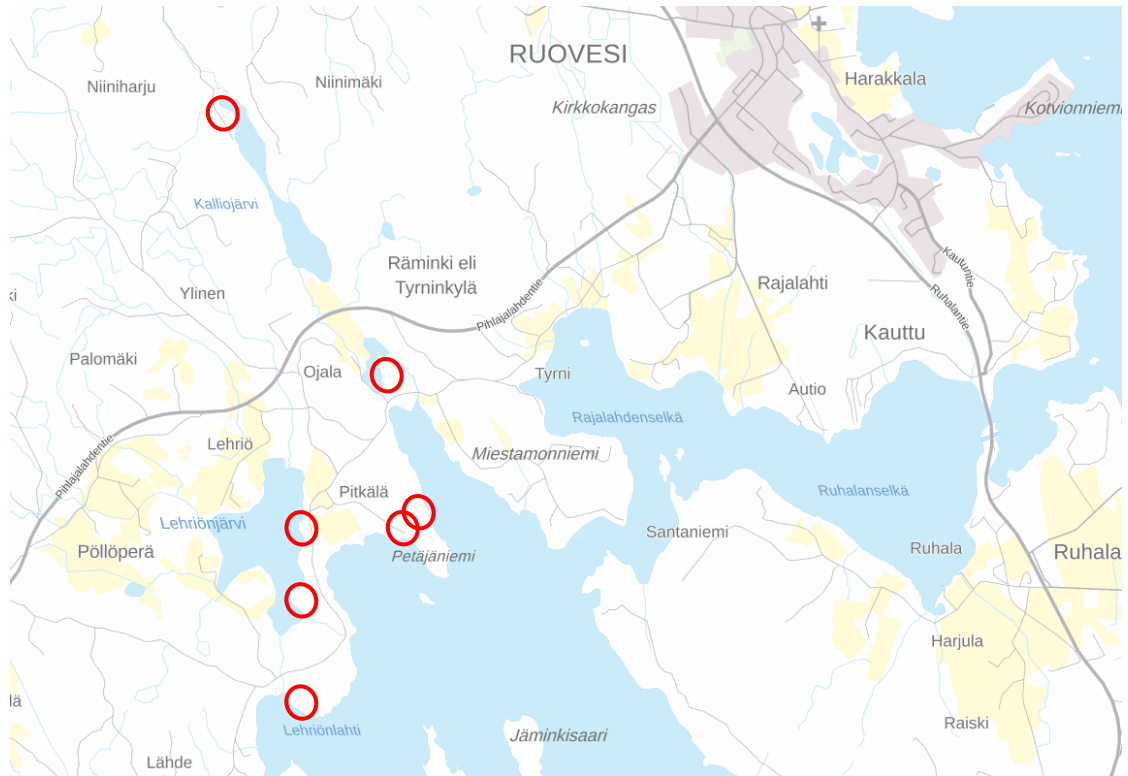 RUOVESI
Harakkala
Niiniharju
Niinimäki
Kirkkokangas
Kotvionniemi
Kalliojärvi
Räminki eli
Tyrninkylä
Kautuntie
Rajalahti
Ylinen
Pihlajalahdentie
Ruhalantie
Kauttu
Palomäki
Ojala
Tyrni
Autio
Rajalahdenselkä
Lehriö
Miestamonniemi
Pihlajalahdentie
Pitkälä
Ruhalanselkä
Lehriönjärvi
Santaniemi
Pöllöperä
Petäjäniemi
Ruhala
Ruhala
Harjula
lä
Raiski
Lehriönlahti
Jäminkisaari
Lähde